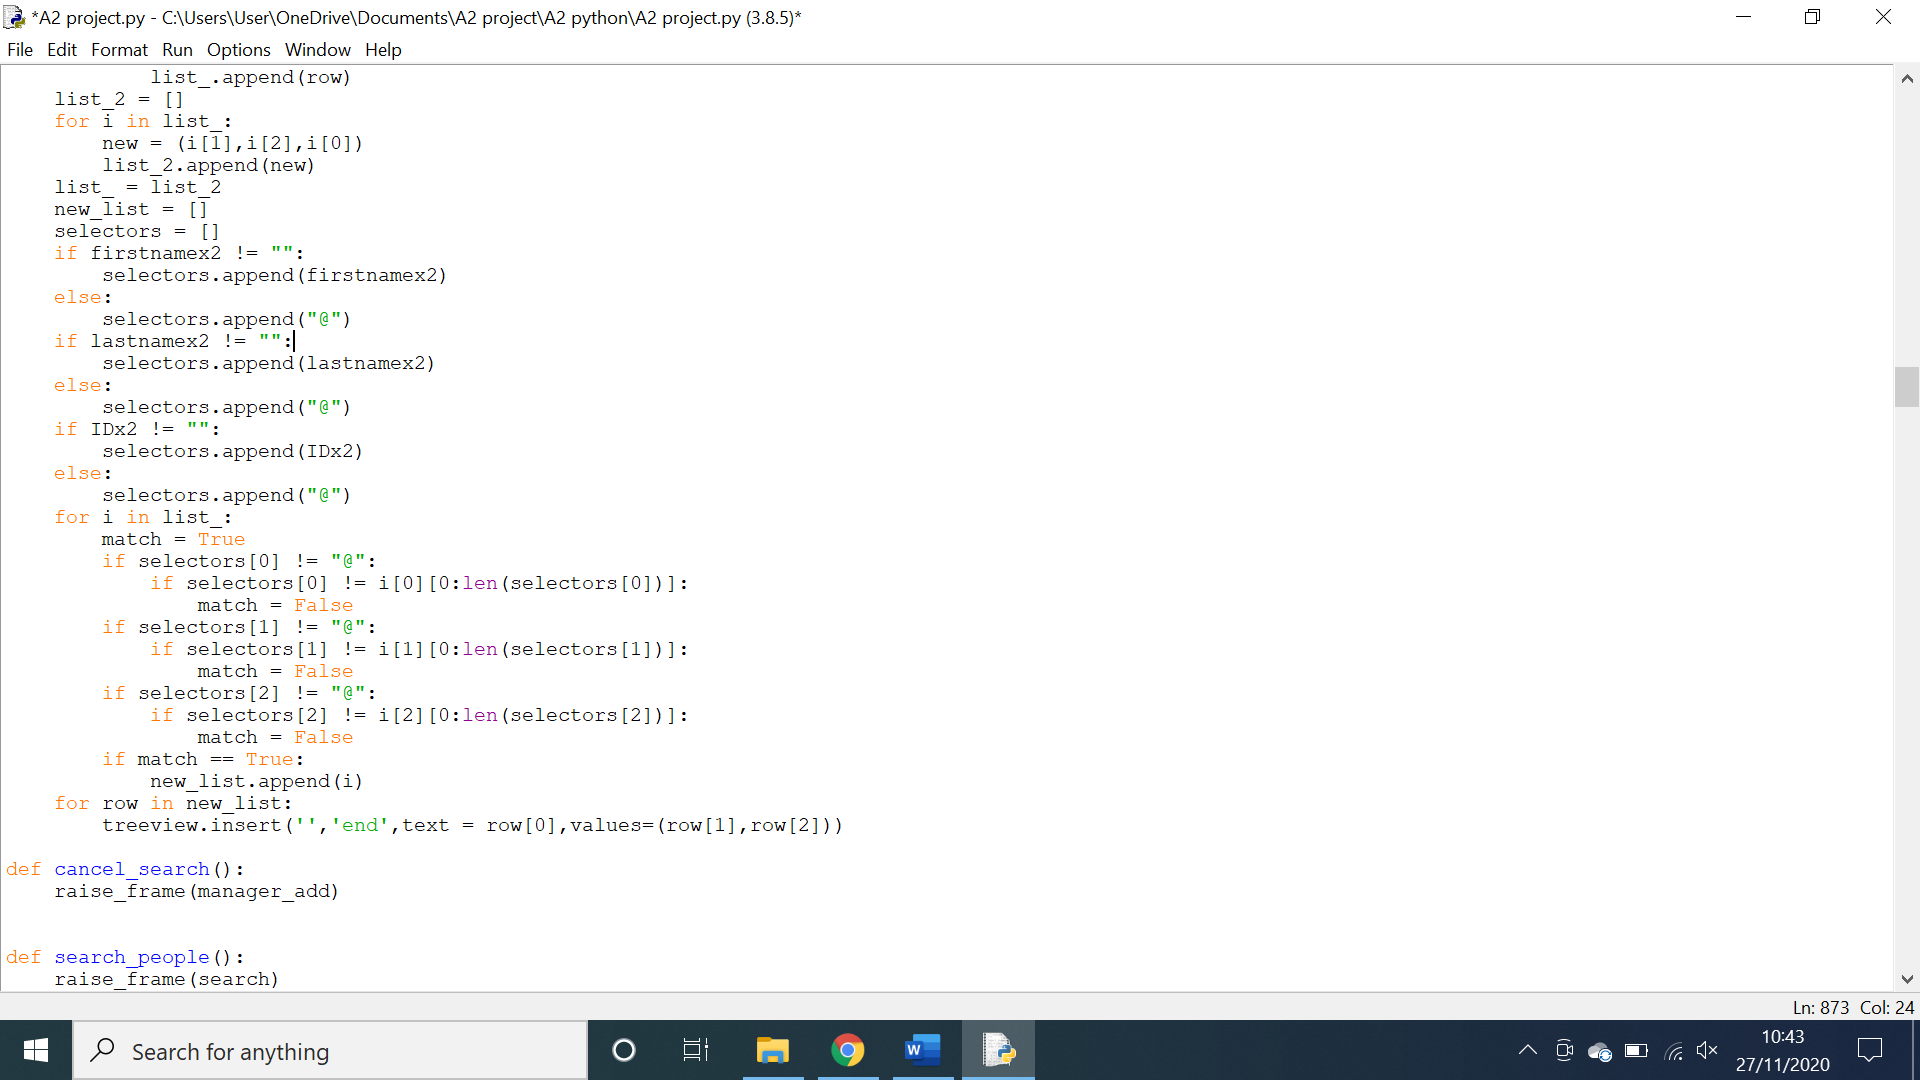 *A2 project.py - C:\Users\User\OneDrive\Documents\A2 project\A2 python\A2 project.py (3.8.5)*
File Edit Format Run Options Window Help
            list_.append(row)
    list_2 = []
    for i in list_:
        new = (i[1],i[2],i[0])
        list_2.append(new)
    list_ = list_2
    new_list = []
    selectors = []
    if firstnamex2 != "":
        selectors.append(firstnamex2)
    else:
        selectors.append("@")
    if lastnamex2 != "":
        selectors.append(lastnamex2)
    else:
        selectors.append("@")
    if IDx2 != "":
        selectors.append(IDx2)
    else:
        selectors.append("@")
    for i in list_:
        match = True
        if selectors[0] != "@":
            if selectors[0] != i[0][0:len(selectors[0])]:
                match = False
        if selectors[1] != "@":
            if selectors[1] != i[1][0:len(selectors[1])]:
                match = False
        if selectors[2] != "@":
            if selectors[2] != i[2][0:len(selectors[2])]:
                match = False
        if match == True:
            new_list.append(i)
    for row in new_list:
        treeview.insert('','end',text = row[0],values=(row[1],row[2]))
def cancel_search():
    raise_frame(manager_add)
def search_people():
    raise_frame(search)
Ln: 873 Col: 24
Search for anything
W
10:43
27/11/2020